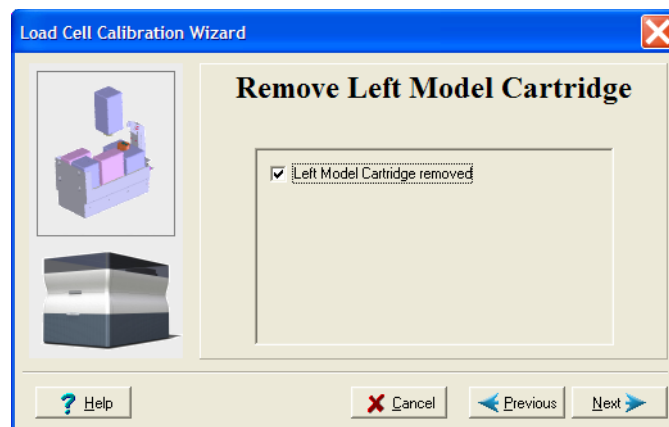 Load Cell Calibration Wizard
Remove Left Model Cartridge
Left Model Cartridge removed
Help
Cancel
Previous
Next